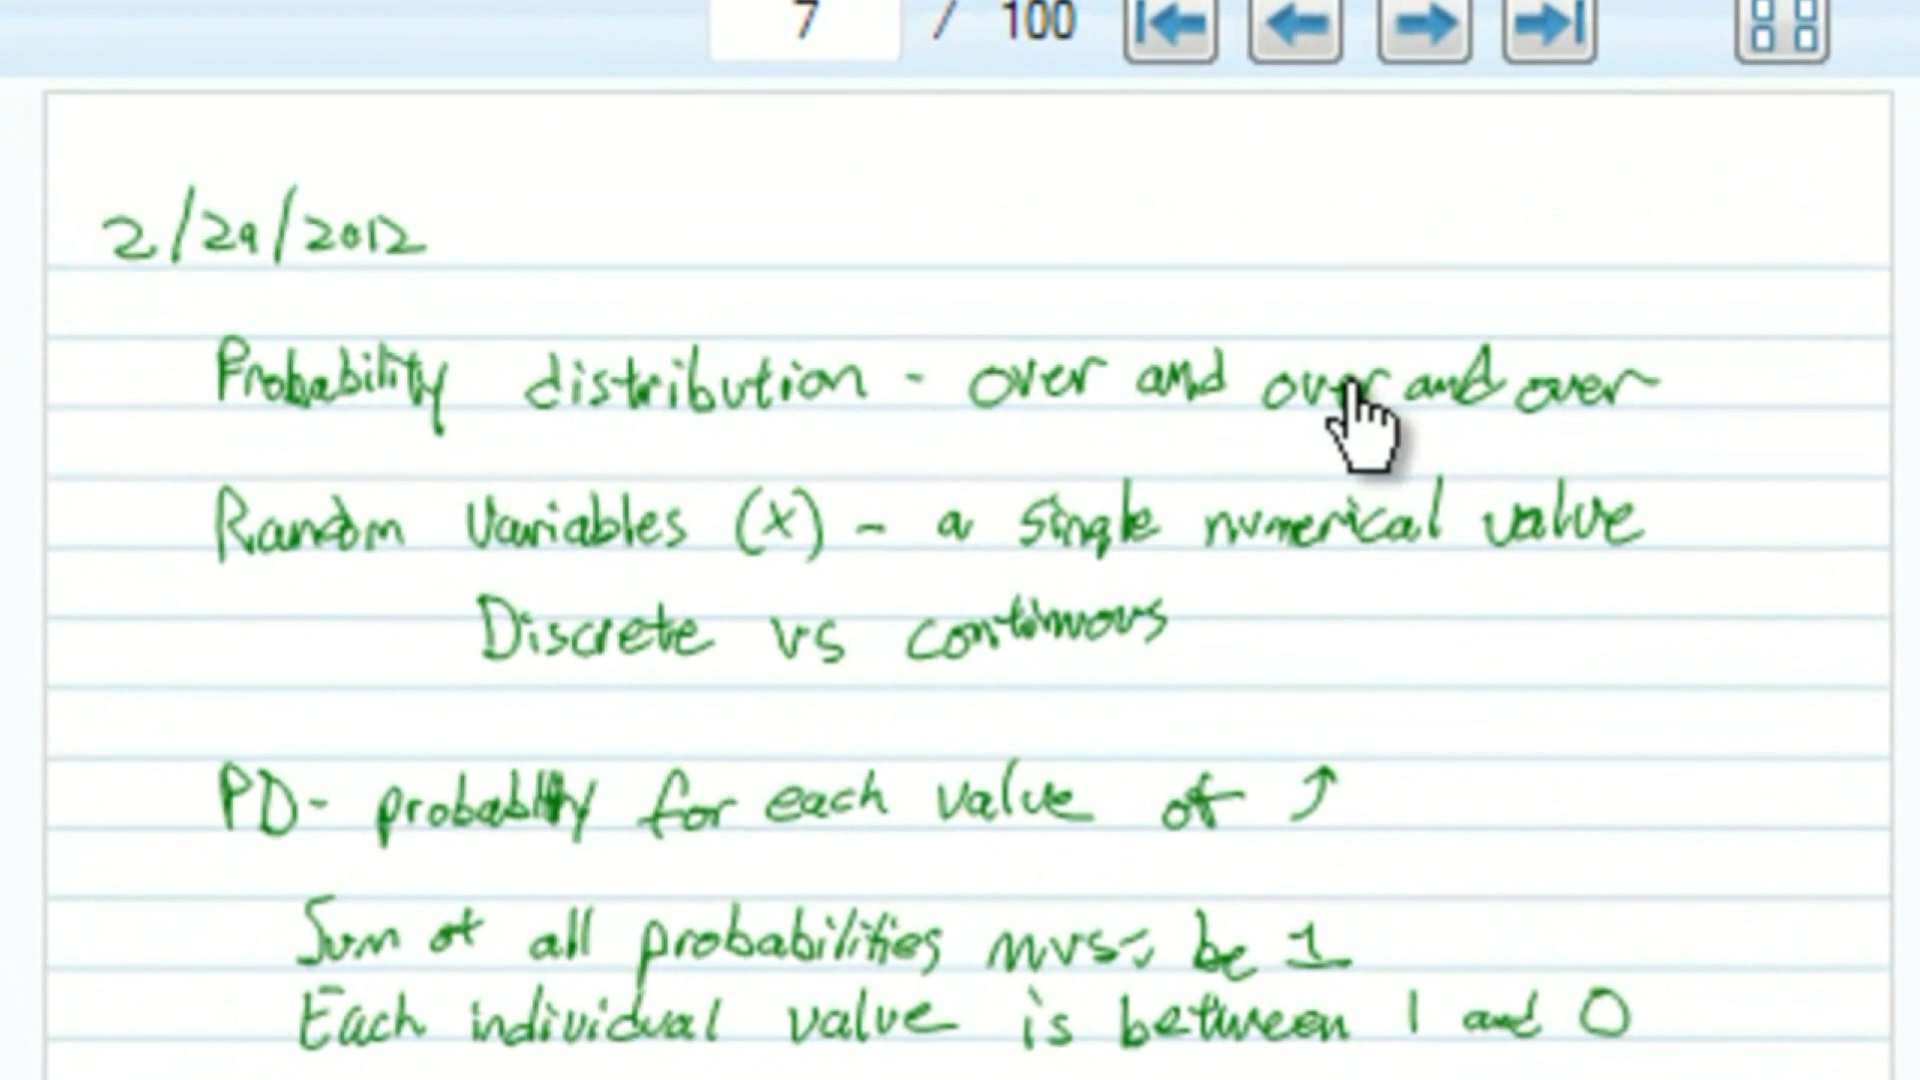 7 / 100
2/29/2012
Probability distribution - over and over and over
Random Variables (x) - a single numerical value
Discrete vs continuous
PD - probability for each value of ↑
Sum of all probabilities must be 1
Each individual value is between 1 and 0